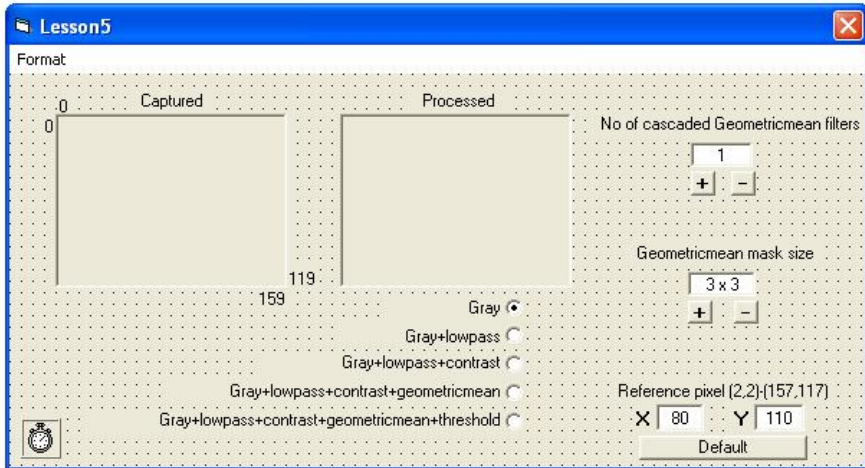 Lesson5
Format
Captured
Processed
0
0
119
159
No of cascaded Geometricmean filters
1
+ -
Geometricmean mask size
3 x 3
+ -
Gray
Gray+lowpass
Gray+lowpass+contrast
Gray+lowpass+contrast+geometricmean
Gray+lowpass+contrast+geometricmean+threshold
Reference pixel (2,2)-(157,117)
X 80 Y 110
Default